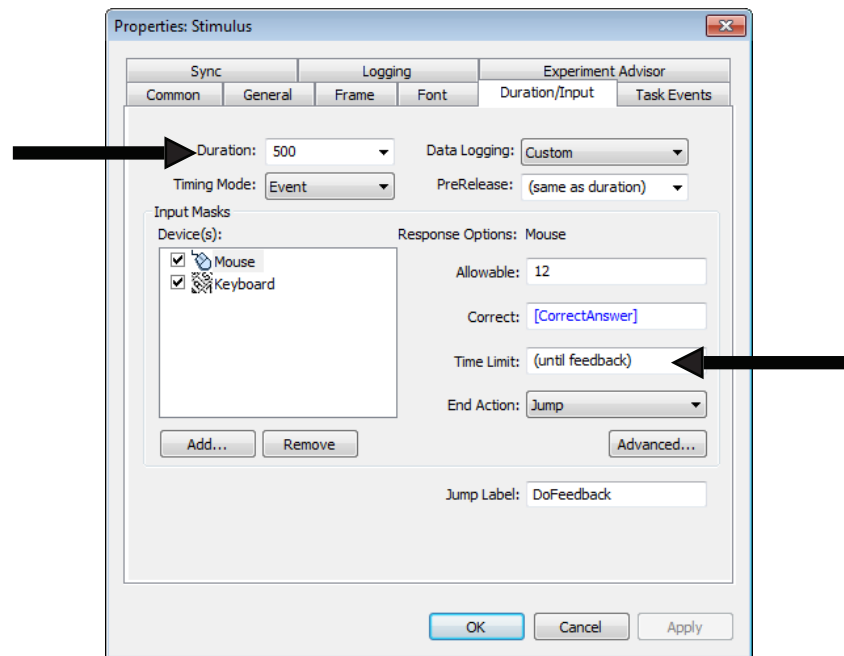 Properties: Stimulus
Sync Logging Experiment Advisor
Common General Frame Font Duration/Input Task Events
Duration: 500 Data Logging: Custom
Timing Mode: Event PreRelease: (same as duration)
Input Masks
Device(s): Response Options: Mouse
Mouse
Keyboard
Allowable: 12
Correct: [CorrectAnswer]
Time Limit: (until feedback)
End Action: Jump
Add... Remove Advanced...
Jump Label: DoFeedback
OK Cancel Apply